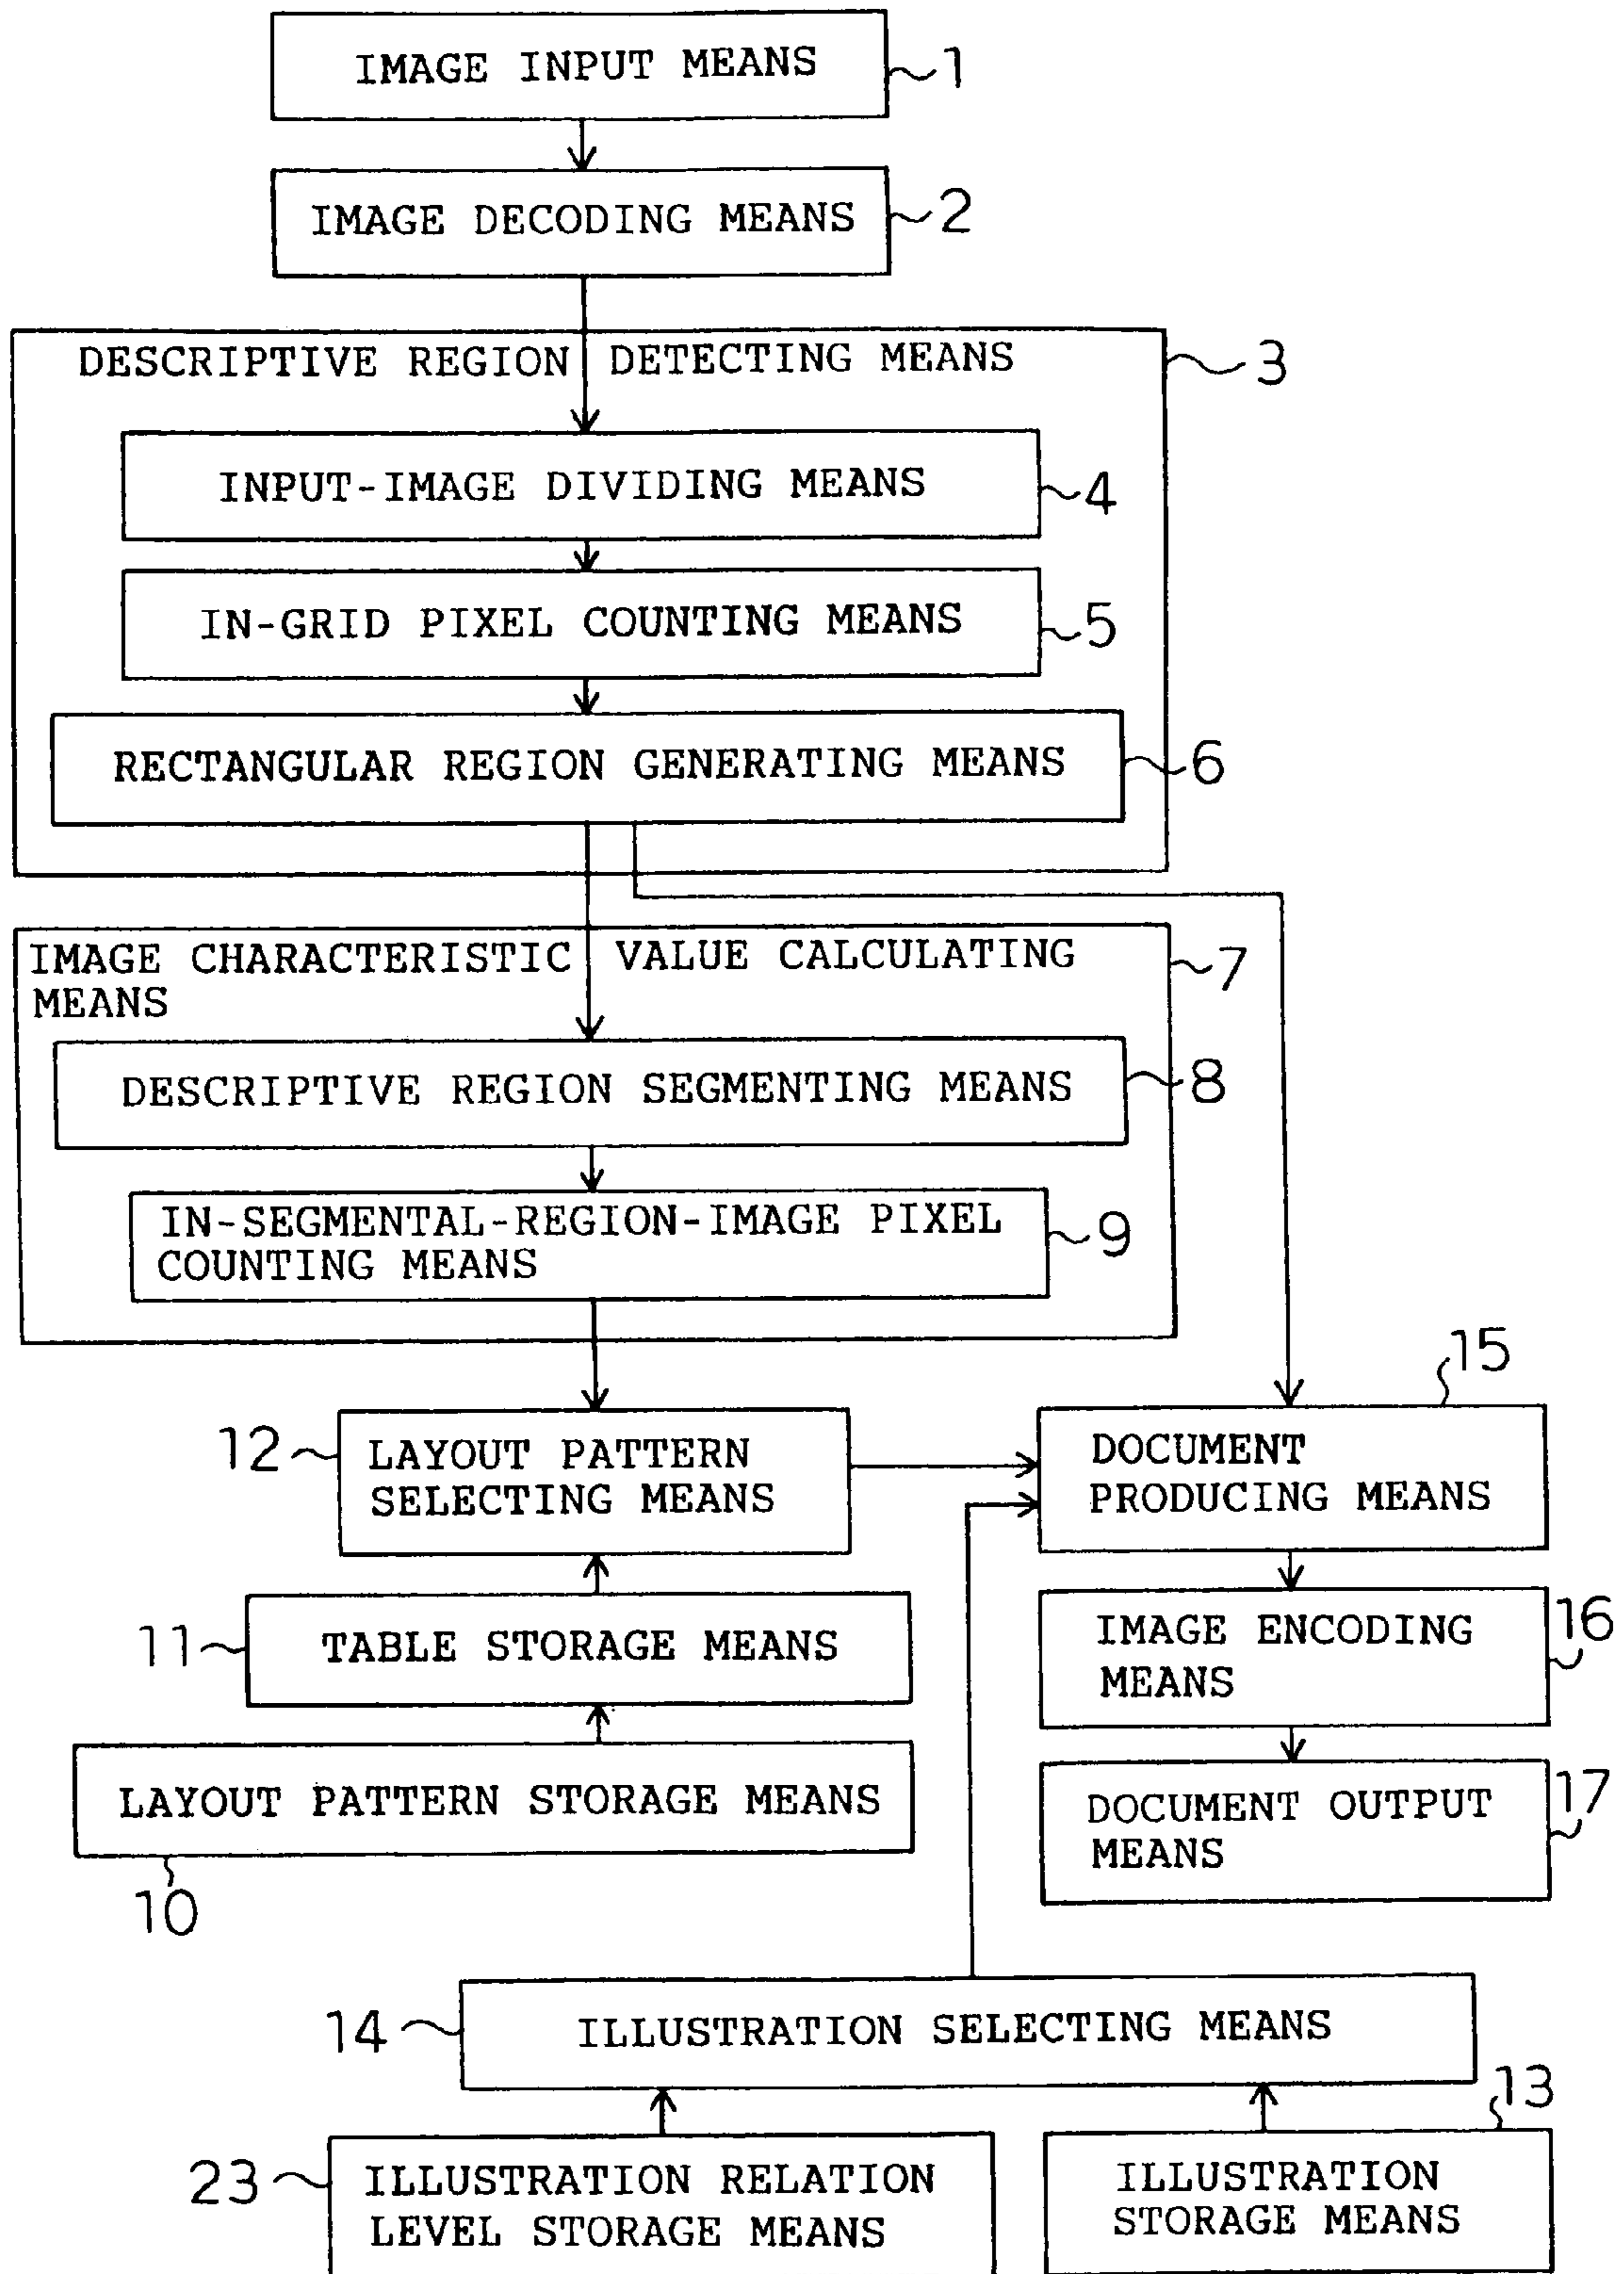 IMAGE INPUT MEANS
1
IMAGE DECODING MEANS
2
DESCRIPTIVE REGION DETECTING MEANS
3
INPUT-IMAGE DIVIDING MEANS
4
IN-GRID PIXEL COUNTING MEANS
5
RECTANGULAR REGION GENERATING MEANS
6
IMAGE CHARACTERISTIC VALUE CALCULATING
MEANS
7
DESCRIPTIVE REGION SEGMENTING MEANS
8
IN-SEGMENTAL-REGION-IMAGE PIXEL
COUNTING MEANS
9
12
LAYOUT PATTERN
SELECTING MEANS
15
DOCUMENT
PRODUCING MEANS
11
TABLE STORAGE MEANS
IMAGE ENCODING
MEANS
16
LAYOUT PATTERN STORAGE MEANS
10
DOCUMENT OUTPUT
MEANS
17
14
ILLUSTRATION SELECTING MEANS
23
ILLUSTRATION RELATION
LEVEL STORAGE MEANS
13
ILLUSTRATION
STORAGE MEANS